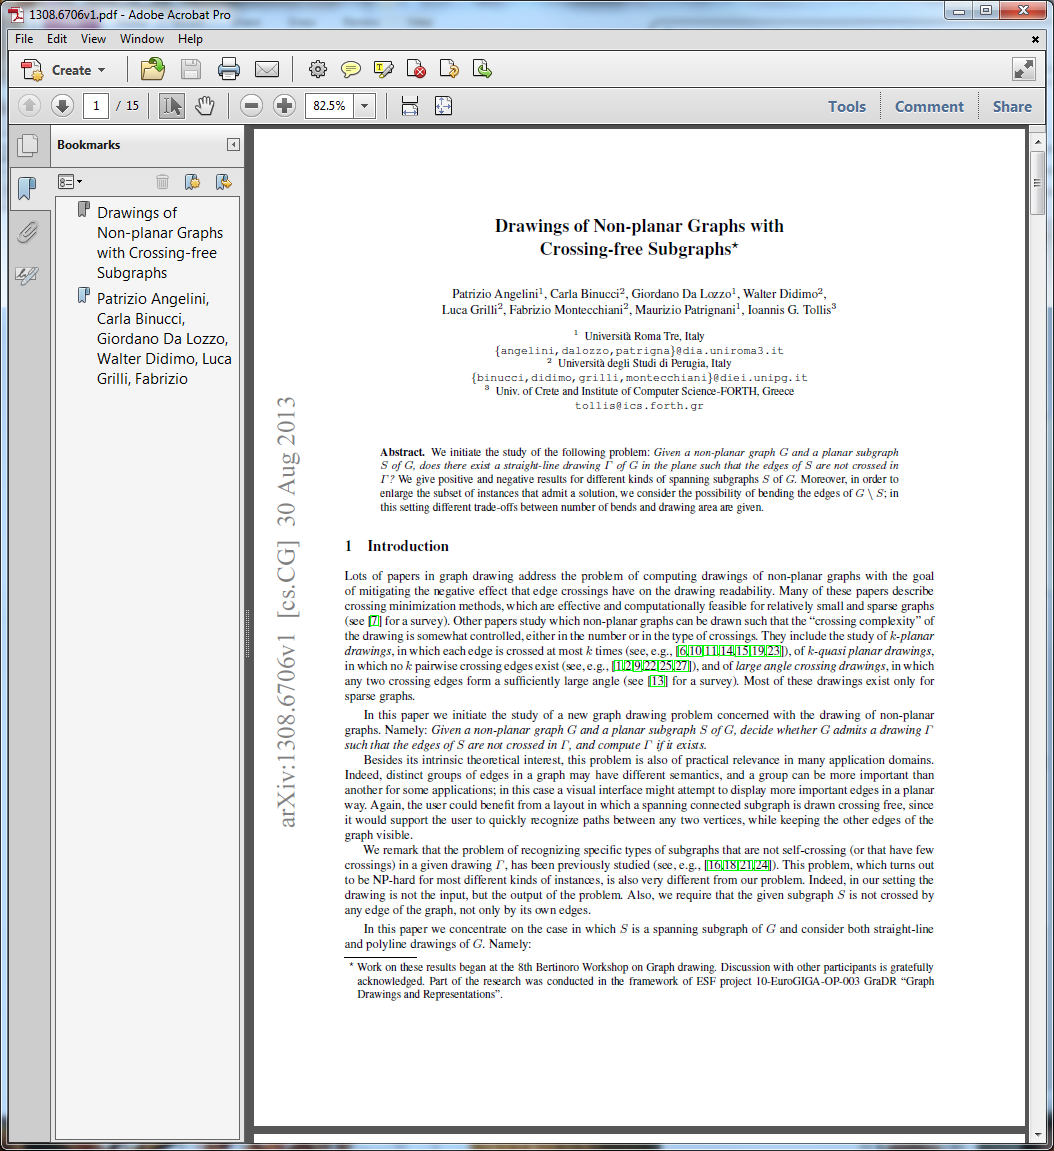 1308.6706v1.pdf - Adobe Acrobat Pro
File Edit View Window Help
Create
1 / 15 82.5% Tools Comment Share
Bookmarks
Drawings of
Non-planar Graphs
with Crossing-free
Subgraphs
Patrizio Angelini,
Carla Binucci,
Giordano Da Lozzo,
Walter Didimo, Luca
Grilli, Fabrizio
arXiv:1308.6706v1 [cs.CG] 30 Aug 2013
Drawings of Non-planar Graphs with
Crossing-free Subgraphs⋆
Patrizio Angelini¹, Carla Binucci², Giordano Da Lozzo¹, Walter Didimo²,
Luca Grilli², Fabrizio Montecchiani², Maurizio Patrignani¹, Ioannis G. Tollis³
¹ Università Roma Tre, Italy
{angelini,dalozzo,patrigna}@dia.uniroma3.it
² Università degli Studi di Perugia, Italy
{binucci,didimo,grilli,montecchiani}@diei.unipg.it
³ Univ. of Crete and Institute of Computer Science-FORTH, Greece
tollis@ics.forth.gr
Abstract. We initiate the study of the following problem: Given a non-planar graph G and a planar subgraph
S of G, does there exist a straight-line drawing Γ of G in the plane such that the edges of S are not crossed in
Γ? We give positive and negative results for different kinds of spanning subgraphs S of G. Moreover, in order to
enlarge the subset of instances that admit a solution, we consider the possibility of bending the edges of G \ S; in
this setting different trade-offs between number of bends and drawing area are given.
1 Introduction
Lots of papers in graph drawing address the problem of computing drawings of non-planar graphs with the goal
of mitigating the negative effect that edge crossings have on the drawing readability. Many of these papers describe
crossing minimization methods, which are effective and computationally feasible for relatively small and sparse graphs
(see [7] for a survey). Other papers study which non-planar graphs can be drawn such that the “crossing complexity” of
the drawing is somewhat controlled, either in the number or in the type of crossings. They include the study of k-planar
drawings, in which each edge is crossed at most k times (see, e.g., [6,10,11,14,15,19,23]), of k-quasi planar drawings,
in which no k pairwise crossing edges exist (see, e.g., [1,2,9,22,25,27]), and of large angle crossing drawings, in which
any two crossing edges form a sufficiently large angle (see [13] for a survey). Most of these drawings exist only for
sparse graphs.
In this paper we initiate the study of a new graph drawing problem concerned with the drawing of non-planar
graphs. Namely: Given a non-planar graph G and a planar subgraph S of G, decide whether G admits a drawing Γ
such that the edges of S are not crossed in Γ, and compute Γ if it exists.
Besides its intrinsic theoretical interest, this problem is also of practical relevance in many application domains.
Indeed, distinct groups of edges in a graph may have different semantics, and a group can be more important than
another for some applications; in this case a visual interface might attempt to display more important edges in a planar
way. Again, the user could benefit from a layout in which a spanning connected subgraph is drawn crossing free, since
it would support the user to quickly recognize paths between any two vertices, while keeping the other edges of the
graph visible.
We remark that the problem of recognizing specific types of subgraphs that are not self-crossing (or that have few
crossings) in a given drawing Γ, has been previously studied (see, e.g., [16,18,21,24]). This problem, which turns out
to be NP-hard for most different kinds of instances, is also very different from our problem. Indeed, in our setting the
drawing is not the input, but the output of the problem. Also, we require that the given subgraph S is not crossed by
any edge of the graph, not only by its own edges.
In this paper we concentrate on the case in which S is a spanning subgraph of G and consider both straight-line
and polyline drawings of G. Namely:
⋆ Work on these results began at the 8th Bertinoro Workshop on Graph drawing. Discussion with other participants is gratefully
acknowledged. Part of the research was conducted in the framework of ESF project 10-EuroGIGA-OP-003 GraDR “Graph
Drawings and Representations”.